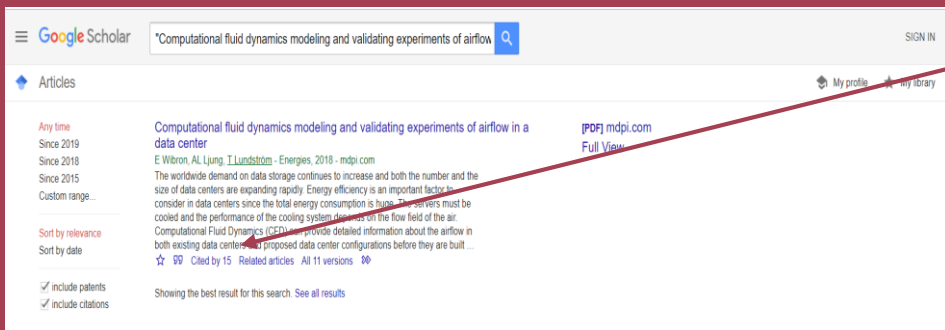 Google Scholar
"Computational fluid dynamics modeling and validating experiments of airflow
SIGN IN
Articles
My profile
My library
Any time
Since 2019
Since 2018
Since 2015
Custom range...
Sort by relevance
Sort by date
include patents
include citations
Computational fluid dynamics modeling and validating experiments of airflow in a
data center
E Wibron, AL Ljung, T Lundström - Energies, 2018 - mdpi.com
The worldwide demand on data storage continues to increase and both the number and the
size of data centers are expanding rapidly. Energy efficiency is an important factor to
consider in data centers since the total energy consumption is huge. The servers must be
cooled and the performance of the cooling system depends on the flow field of the air.
Computational Fluid Dynamics (CFD) can provide detailed information about the airflow in
both existing data centers and proposed data center configurations before they are built ...
Cited by 15 Related articles All 11 versions
[PDF] mdpi.com
Full View
Showing the best result for this search. See all results